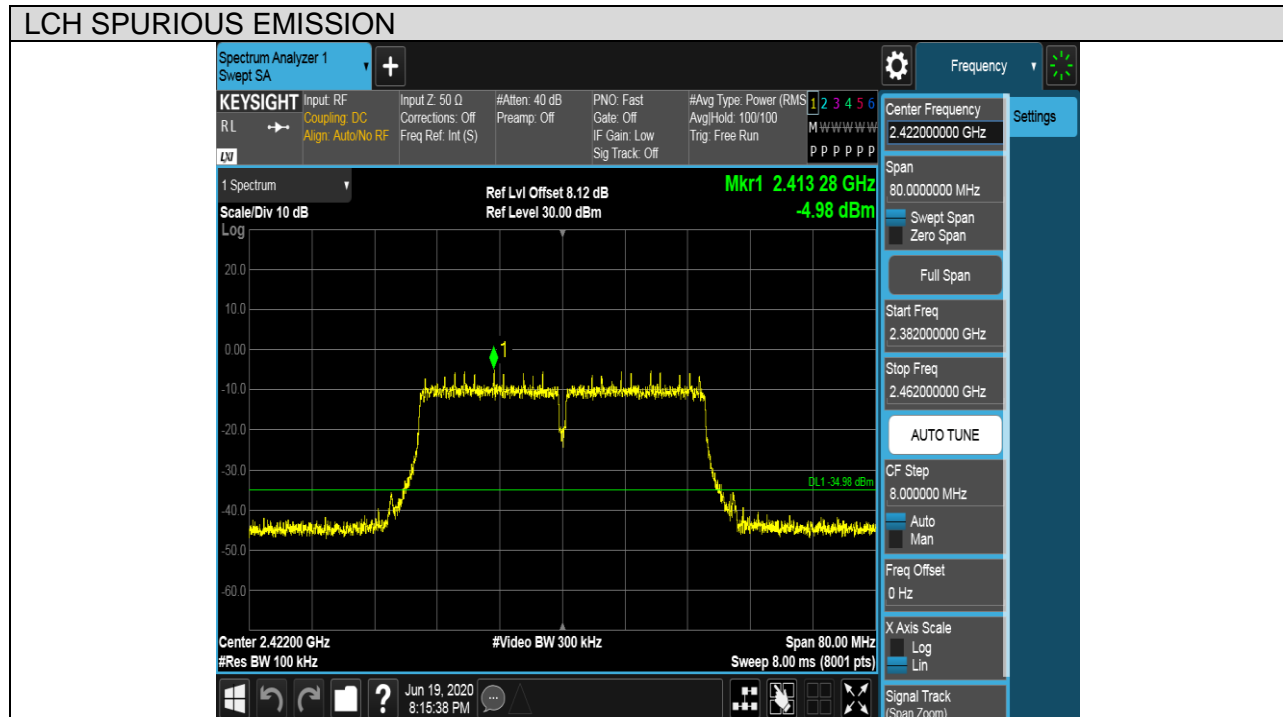 LCH SPURIOUS EMISSION
Spectrum Analyzer 1
Swept SA
Frequency
KEYSIGHT
RL
LXI
Input: RF
Coupling: DC
Align: Auto/No RF
Input Z: 50 Ω
Corrections: Off
Freq Ref: Int (S)
#Atten: 40 dB
Preamp: Off
PNO: Fast
Gate: Off
IF Gain: Low
Sig Track: Off
#Avg Type: Power (RMS
Avg|Hold: 100/100
Trig: Free Run
1 2 3 4 5 6
M W W W W W
P P P P P P
1 Spectrum
Scale/Div 10 dB
Ref Lvl Offset 8.12 dB
Ref Level 30.00 dBm
Mkr1 2.413 28 GHz
-4.98 dBm
Log
20.0
10.0
0.00
-10.0
-20.0
-30.0
-40.0
-50.0
-60.0
1
DL1 -34.98 dBm
Center 2.42200 GHz
#Res BW 100 kHz
#Video BW 300 kHz
Span 80.00 MHz
Sweep 8.00 ms (8001 pts)
?
Jun 19, 2020
8:15:38 PM
Center Frequency
2.422000000 GHz
Settings
Span
80.0000000 MHz
Swept Span
Zero Span
Full Span
Start Freq
2.382000000 GHz
Stop Freq
2.462000000 GHz
AUTO TUNE
CF Step
8.000000 MHz
Auto
Man
Freq Offset
0 Hz
X Axis Scale
Log
Lin
Signal Track
(Span Zoom)